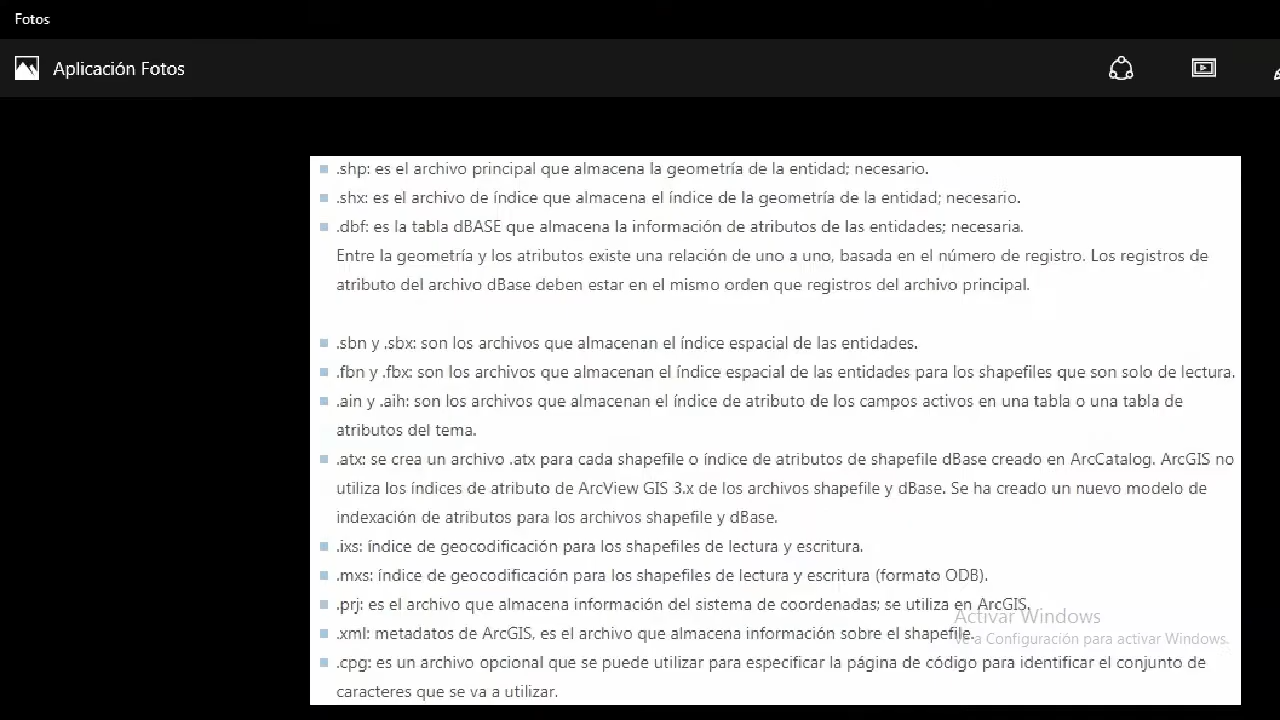 Fotos
Aplicación Fotos
.shp: es el archivo principal que almacena la geometría de la entidad; necesario.
.shx: es el archivo de índice que almacena el índice de la geometría de la entidad; necesario.
.dbf: es la tabla dBASE que almacena la información de atributos de las entidades; necesaria.
Entre la geometría y los atributos existe una relación de uno a uno, basada en el número de registro. Los registros de
atributo del archivo dBase deben estar en el mismo orden que registros del archivo principal.
.sbn y .sbx: son los archivos que almacenan el índice espacial de las entidades.
.fbn y .fbx: son los archivos que almacenan el índice espacial de las entidades para los shapefiles que son solo de lectura.
.ain y .aih: son los archivos que almacenan el índice de atributo de los campos activos en una tabla o una tabla de
atributos del tema.
.atx: se crea un archivo .atx para cada shapefile o índice de atributos de shapefile dBase creado en ArcCatalog. ArcGIS no
utiliza los índices de atributo de ArcView GIS 3.x de los archivos shapefile y dBase. Se ha creado un nuevo modelo de
indexación de atributos para los archivos shapefile y dBase.
.ixs: índice de geocodificación para los shapefiles de lectura y escritura.
.mxs: índice de geocodificación para los shapefiles de lectura y escritura (formato ODB).
.prj: es el archivo que almacena información del sistema de coordenadas; se utiliza en ArcGIS.
Activar Windows
.xml: metadatos de ArcGIS, es el archivo que almacena información sobre el shapefile.
Ve a Configuración para activar Windows.
.cpg: es un archivo opcional que se puede utilizar para especificar la página de código para identificar el conjunto de
caracteres que se va a utilizar.